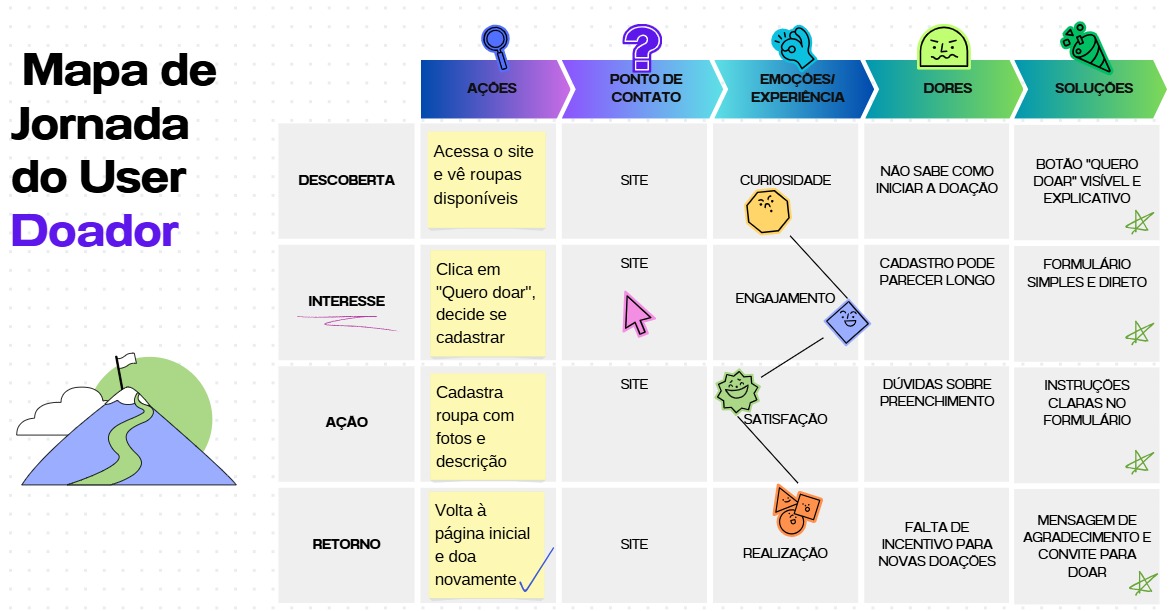 Mapa de
Jornada
do User
Doador
AÇÕES
PONTO DE
CONTATO
EMOÇÕES/
EXPERIÊNCIA
DORES
SOLUÇÕES
DESCOBERTA
Acessa o site
e vê roupas
disponíveis
SITE
CURIOSIDADE
NÃO SABE COMO
INICIAR A DOAÇÃO
BOTÃO "QUERO
DOAR" VISÍVEL E
EXPLICATIVO
INTERESSE
Clica em
"Quero doar",
decide se
cadastrar
SITE
ENGAJAMENTO
CADASTRO PODE
PARECER LONGO
FORMULÁRIO
SIMPLES E DIRETO
AÇÃO
Cadastra
roupa com
fotos e
descrição
SITE
SATISFAÇÃO
DÚVIDAS SOBRE
PREENCHIMENTO
INSTRUÇÕES
CLARAS NO
FORMULÁRIO
RETORNO
Volta à
página inicial
e doa
novamente
SITE
REALIZAÇÃO
FALTA DE
INCENTIVO PARA
NOVAS DOAÇÕES
MENSAGEM DE
AGRADECIMENTO E
CONVITE PARA
DOAR